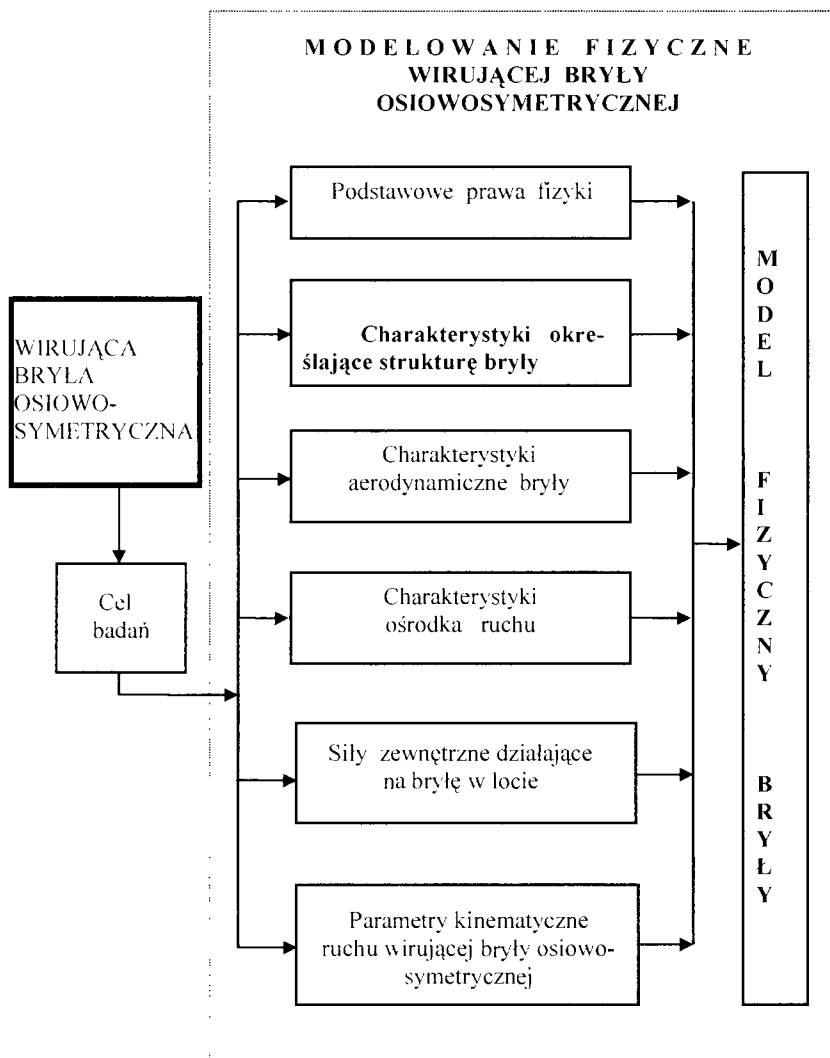 MODELOWANIE FIZYCZNE
WIRUJĄCEJ BRYŁY
OSIOWOSYMETRYCZNEJ
WIRUJĄCA
BRYŁA
OSIOWO-
SYMETRYCZNA
Cel
badań
Podstawowe prawa fizyki
Charakterystyki okre-
ślające strukturę bryły
Charakterystyki
aerodynamiczne bryły
Charakterystyki
ośrodka ruchu
Siły zewnętrzne działające
na bryłę w locie
Parametry kinematyczne
ruchu wirującej bryły osiowo-
symetrycznej
MODEL
FIZYCZNY
BRYŁY